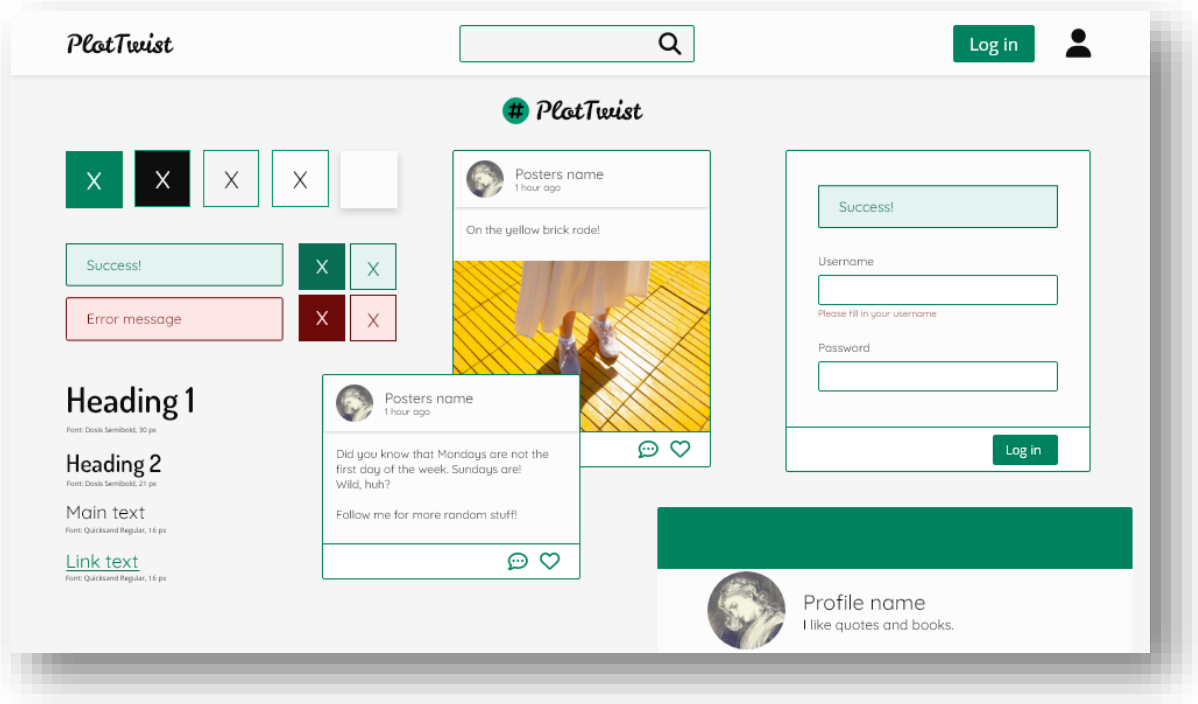 PlotTwist
Log in
# PlotTwist
X
X
X
X
Success!
X
X
Error message
X
X
Heading 1
Font: Dosis Semibold, 30 px
Heading 2
Font: Dosis Semibold, 21 px
Main text
Font: Quicksand Regular, 16 px
Link text
Font: Quicksand Regular, 16 px
Posters name
1 hour ago
On the yellow brick rode!
Posters name
1 hour ago
Did you know that Mondays are not the
first day of the week. Sundays are!
Wild, huh?
Follow me for more random stuff!
Success!
Username
Please fill in your username
Password
Log in
Profile name
I like quotes and books.